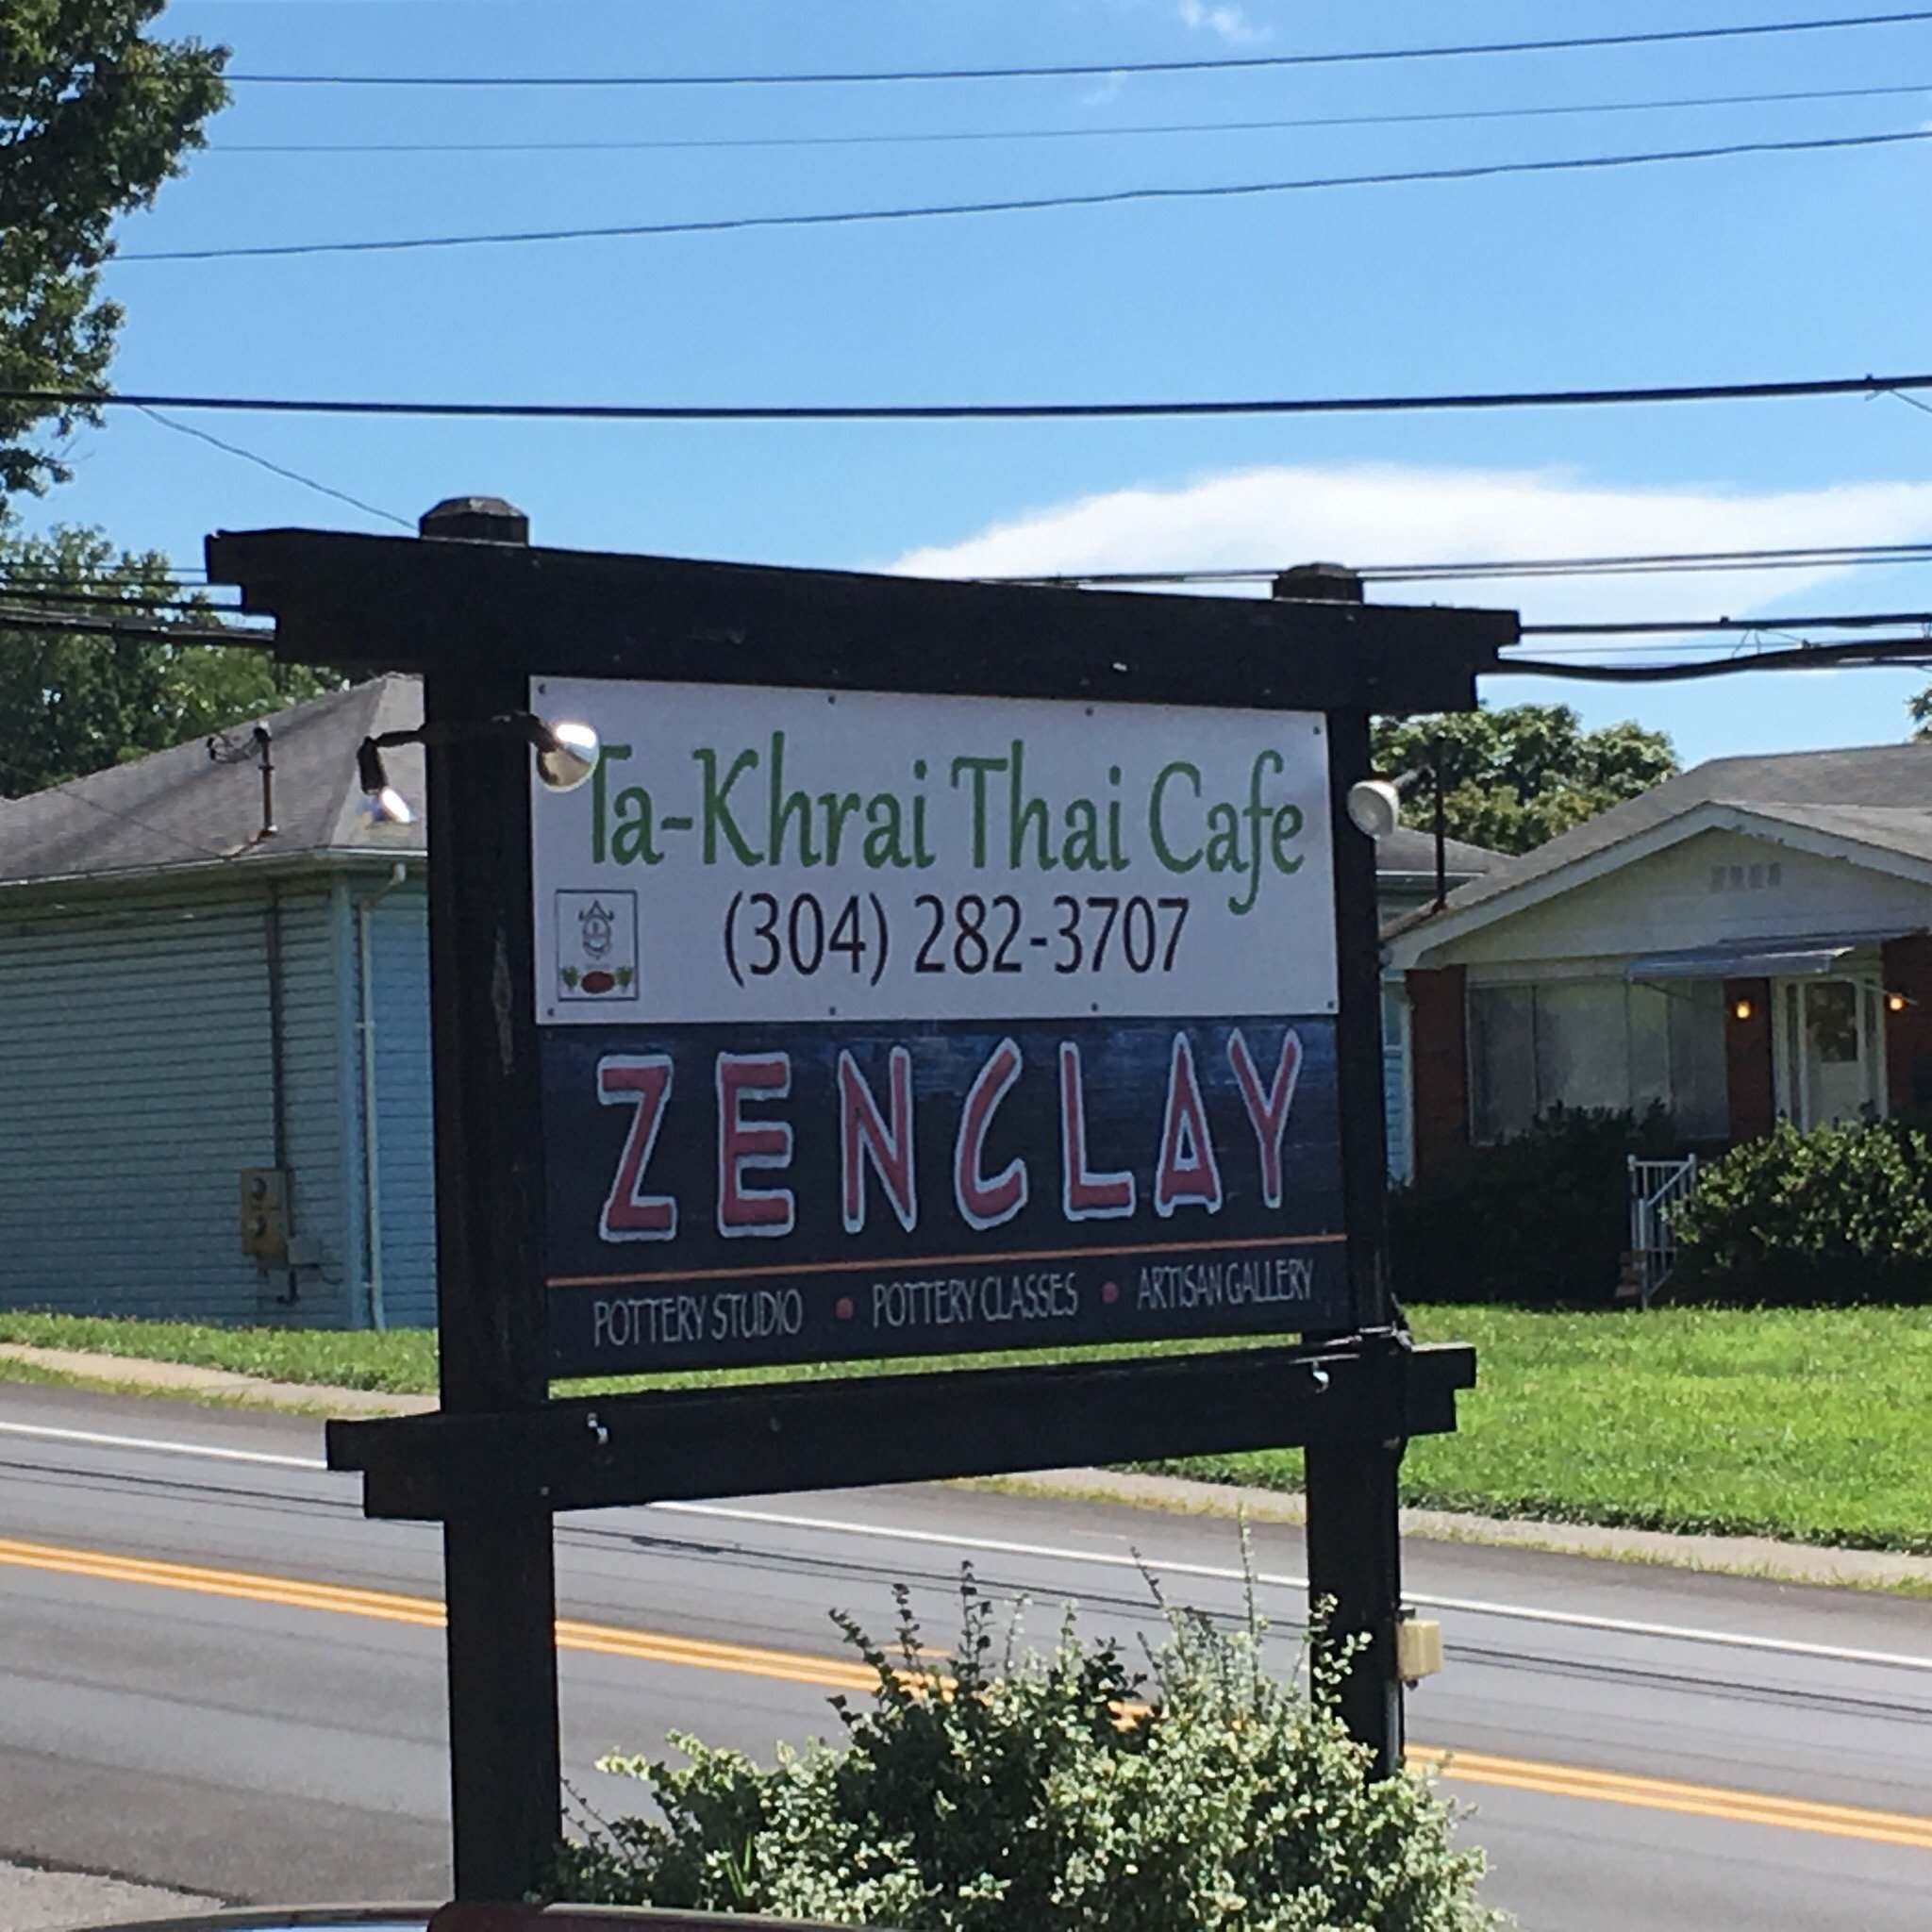 Ta-Khrai Thai Cafe
(304) 282-3707
ZENCLAY
POTTERY STUDIO • POTTERY CLASSES • ARTISAN GALLERY